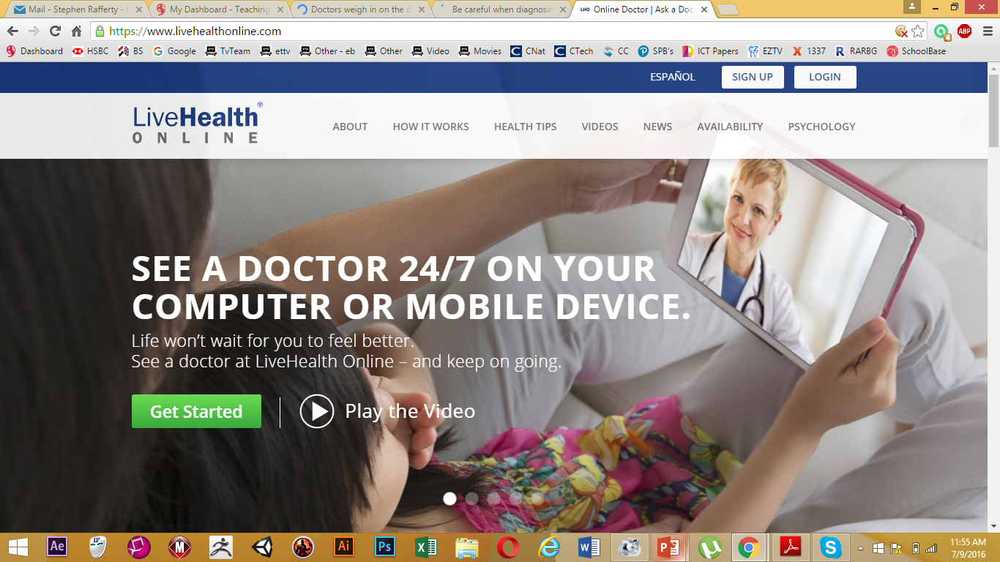 Mail - Stephen Rafferty -
My Dashboard - Teaching
Doctors weigh in on the d
Be careful when diagnosin
LHO Online Doctor | Ask a Doc
https://www.livehealthonline.com
4
ABP
Dashboard HSBC BS Google TvTeam ettv Other - eb Other Video Movies CNat CTech CC SPB's ICT Papers EZTV 1337 RARBG SchoolBase
ESPAÑOL SIGN UP LOGIN
LiveHealth®
ONLINE
ABOUT HOW IT WORKS HEALTH TIPS VIDEOS NEWS AVAILABILITY PSYCHOLOGY
SEE A DOCTOR 24/7 ON YOUR
COMPUTER OR MOBILE DEVICE.
Life won’t wait for you to feel better.
See a doctor at LiveHealth Online – and keep on going.
Get Started
Play the Video
Ae IP M Ai Ps
11:55 AM
7/9/2016